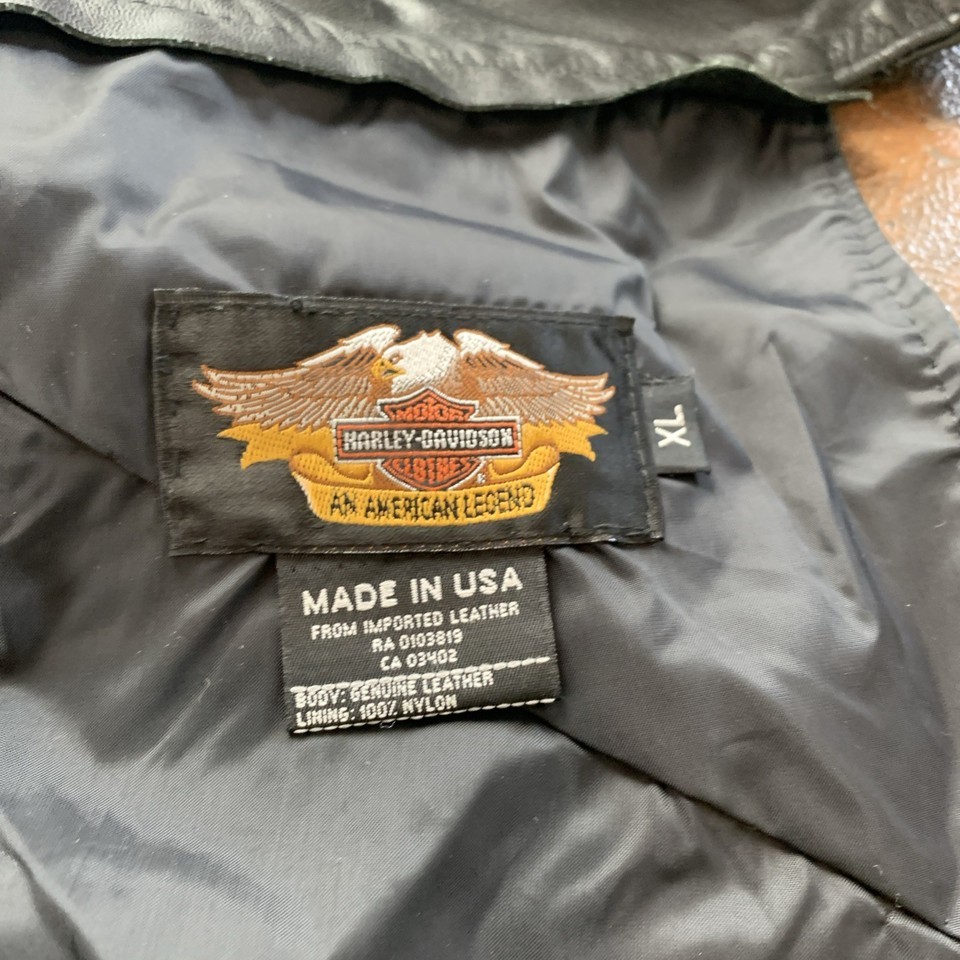 MOTOR
HARLEY-DAVIDSON
CLOTHES
®
AN AMERICAN LEGEND
XL
MADE IN USA
FROM IMPORTED LEATHER
RA 0103819
CA 03402
BODY: GENUINE LEATHER
LINING: 100% NYLON